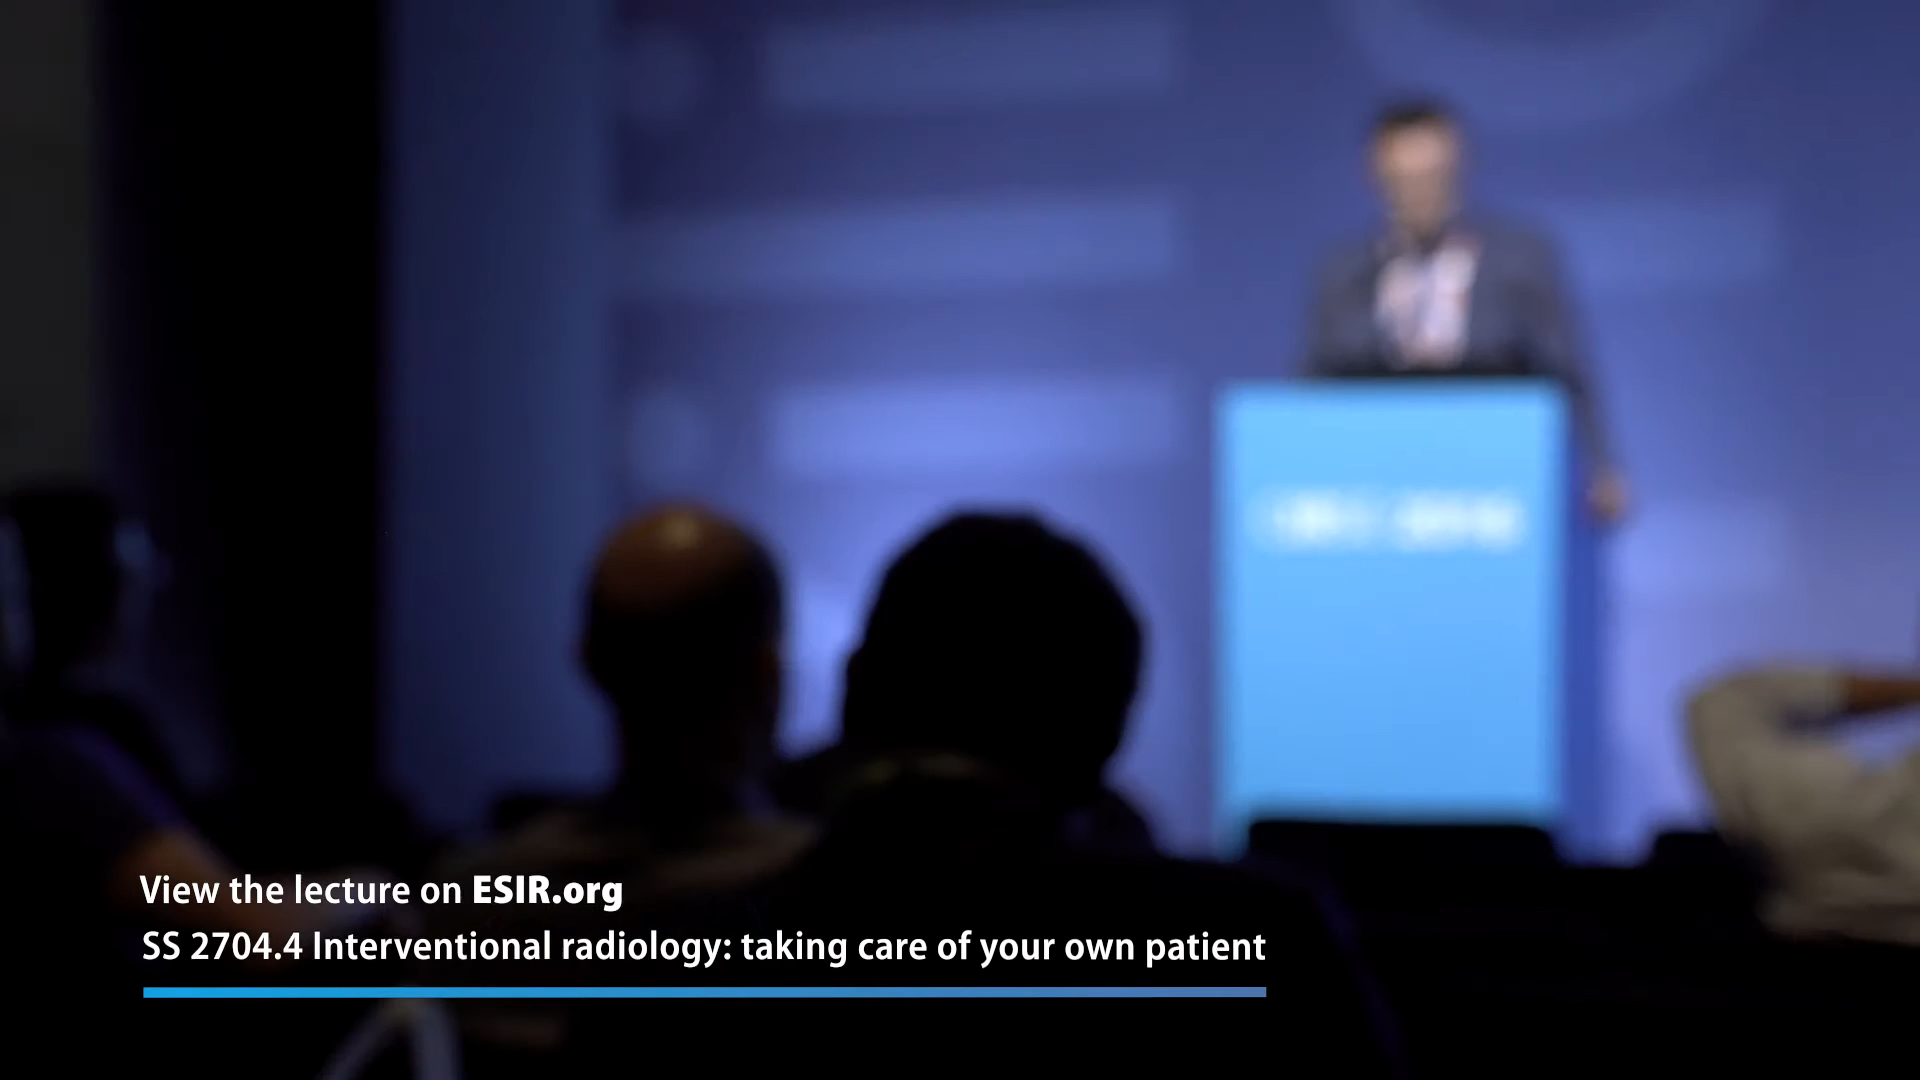 View the lecture on ESIR.org
SS 2704.4 Interventional radiology: taking care of your own patient